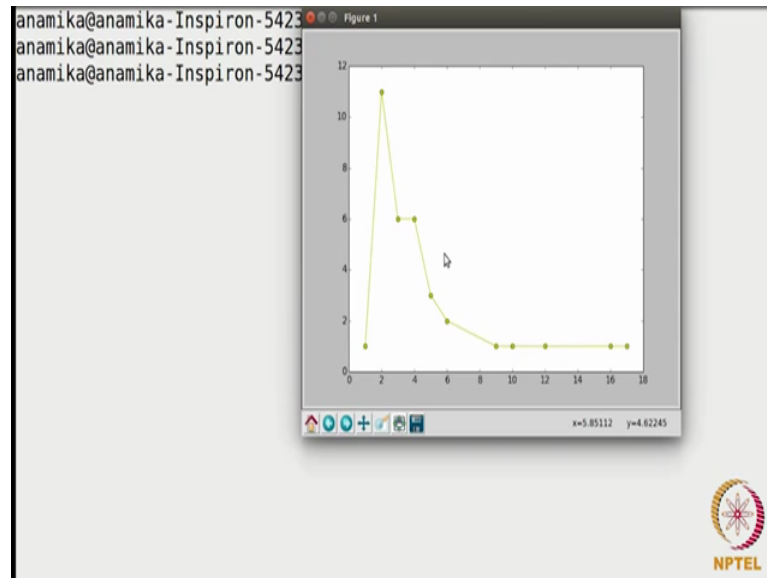 anamika@anamika-Inspiron-5423
anamika@anamika-Inspiron-5423
anamika@anamika-Inspiron-5423
Figure 1
12
10
8
6
4
2
0
0 2 4 6 8 10 12 14 16 18
x=5.85112 y=4.62245
NPTEL